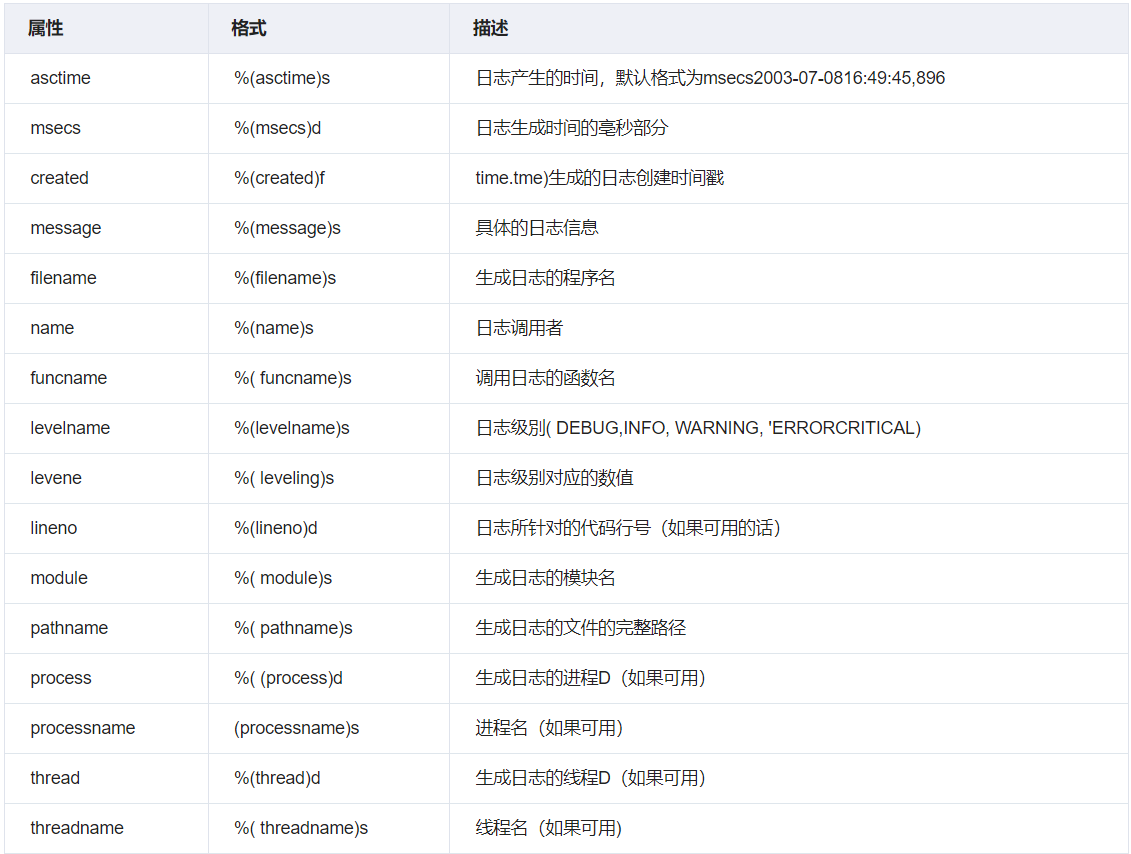 属性 格式 描述
asctime %(asctime)s 日志产生的时间，默认格式为msecs2003-07-0816:49:45,896
msecs %(msecs)d 日志生成时间的亳秒部分
created %(created)f time.tme)生成的日志创建时间戳
message %(message)s 具体的日志信息
filename %(filename)s 生成日志的程序名
name %(name)s 日志调用者
funcname %( funcname)s 调用日志的函数名
levelname %(levelname)s 日志级别( DEBUG,INFO, WARNING, 'ERRORCRITICAL)
levene %( leveling)s 日志级别对应的数值
lineno %(lineno)d 日志所针对的代码行号（如果可用的话）
module %( module)s 生成日志的模块名
pathname %( pathname)s 生成日志的文件的完整路径
process %( (process)d 生成日志的进程D（如果可用）
processname (processname)s 进程名（如果可用）
thread %(thread)d 生成日志的线程D（如果可用）
threadname %( threadname)s 线程名（如果可用)